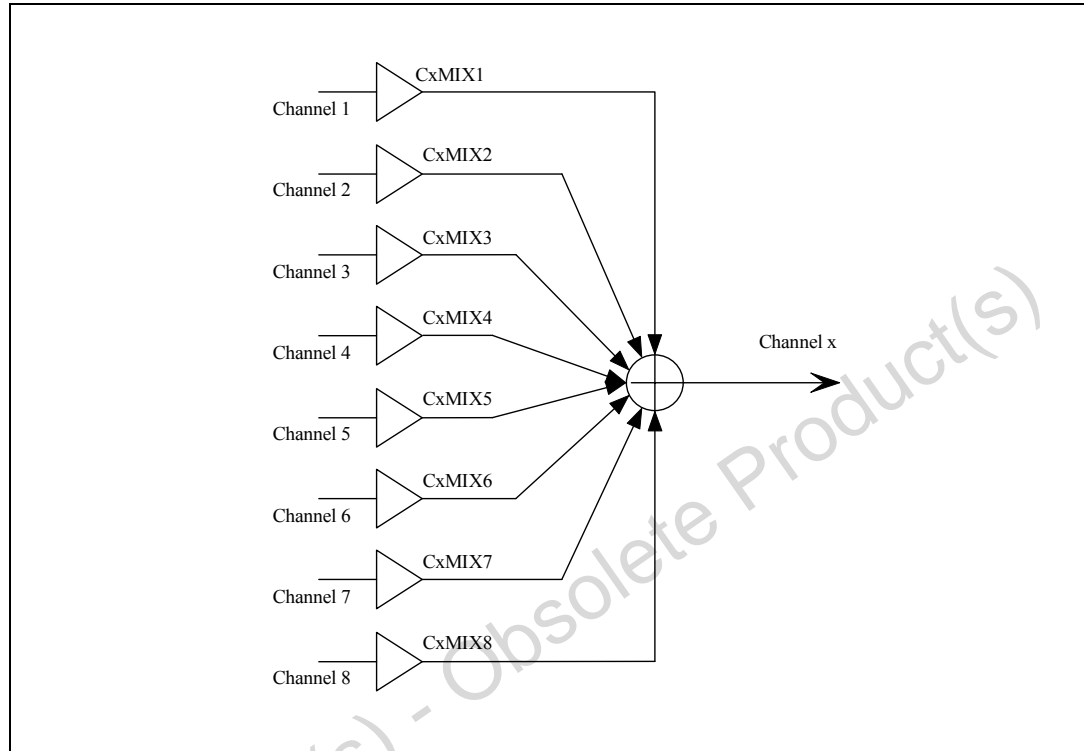 CxMIX1
Channel 1
CxMIX2
Channel 2
CxMIX3
Channel 3
CxMIX4
Channel 4
Channel x
CxMIX5
Channel 5
CxMIX6
Channel 6
CxMIX7
Channel 7
CxMIX8
Channel 8
(s) - Obsolete Product(s)